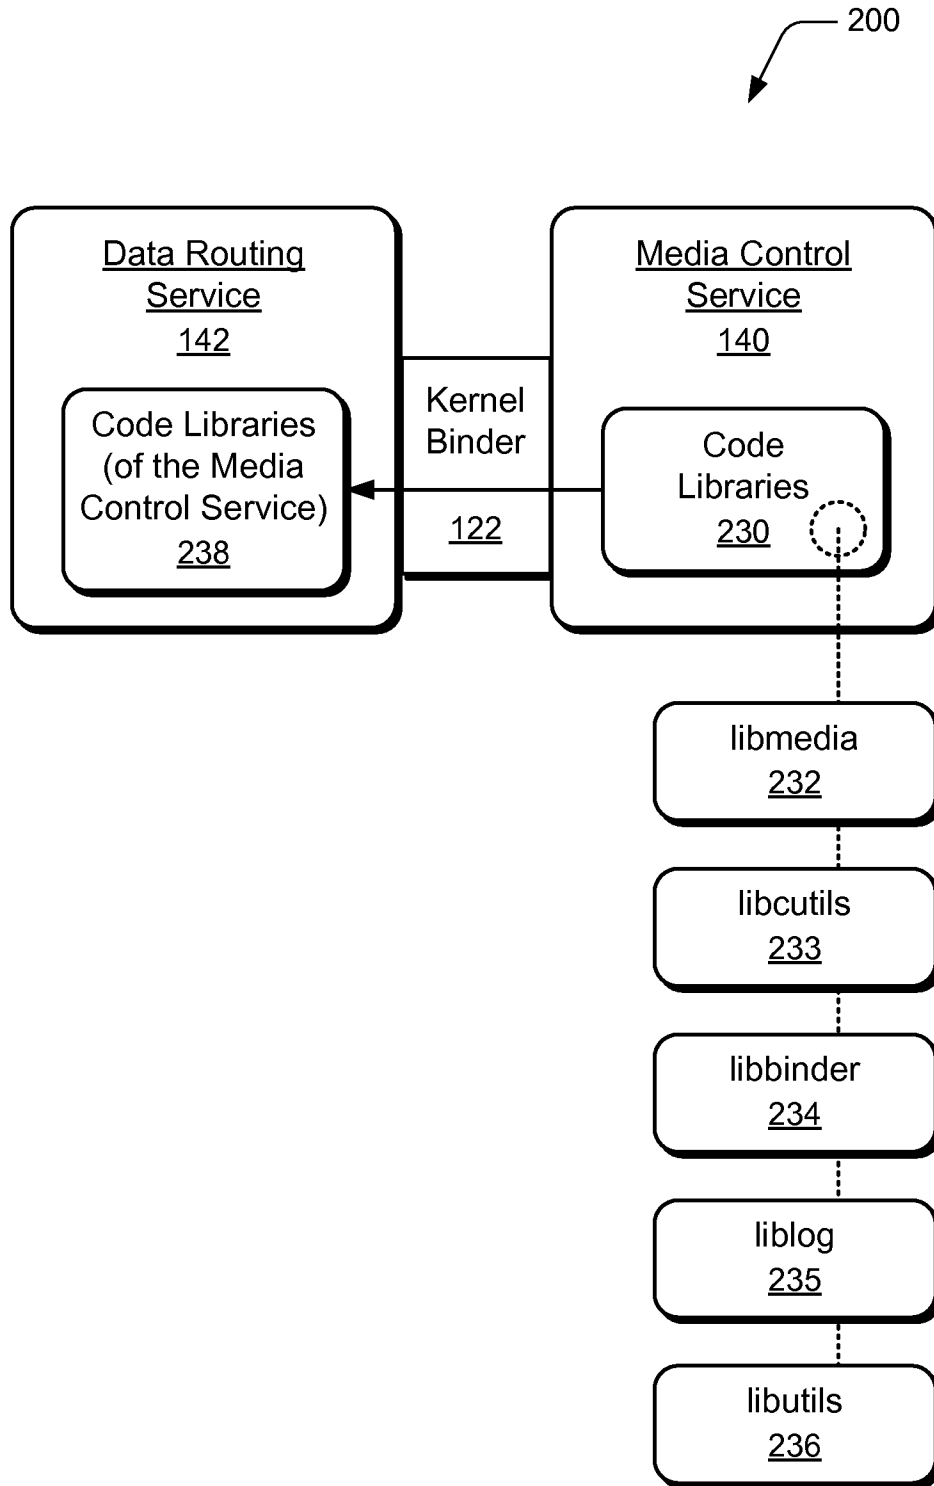 200
Data Routing
Service
142
Code Libraries
(of the Media
Control Service)
238
Kernel
Binder
122
Media Control
Service
140
Code
Libraries
230
libmedia
232
libcutils
233
libbinder
234
liblog
235
libutils
236